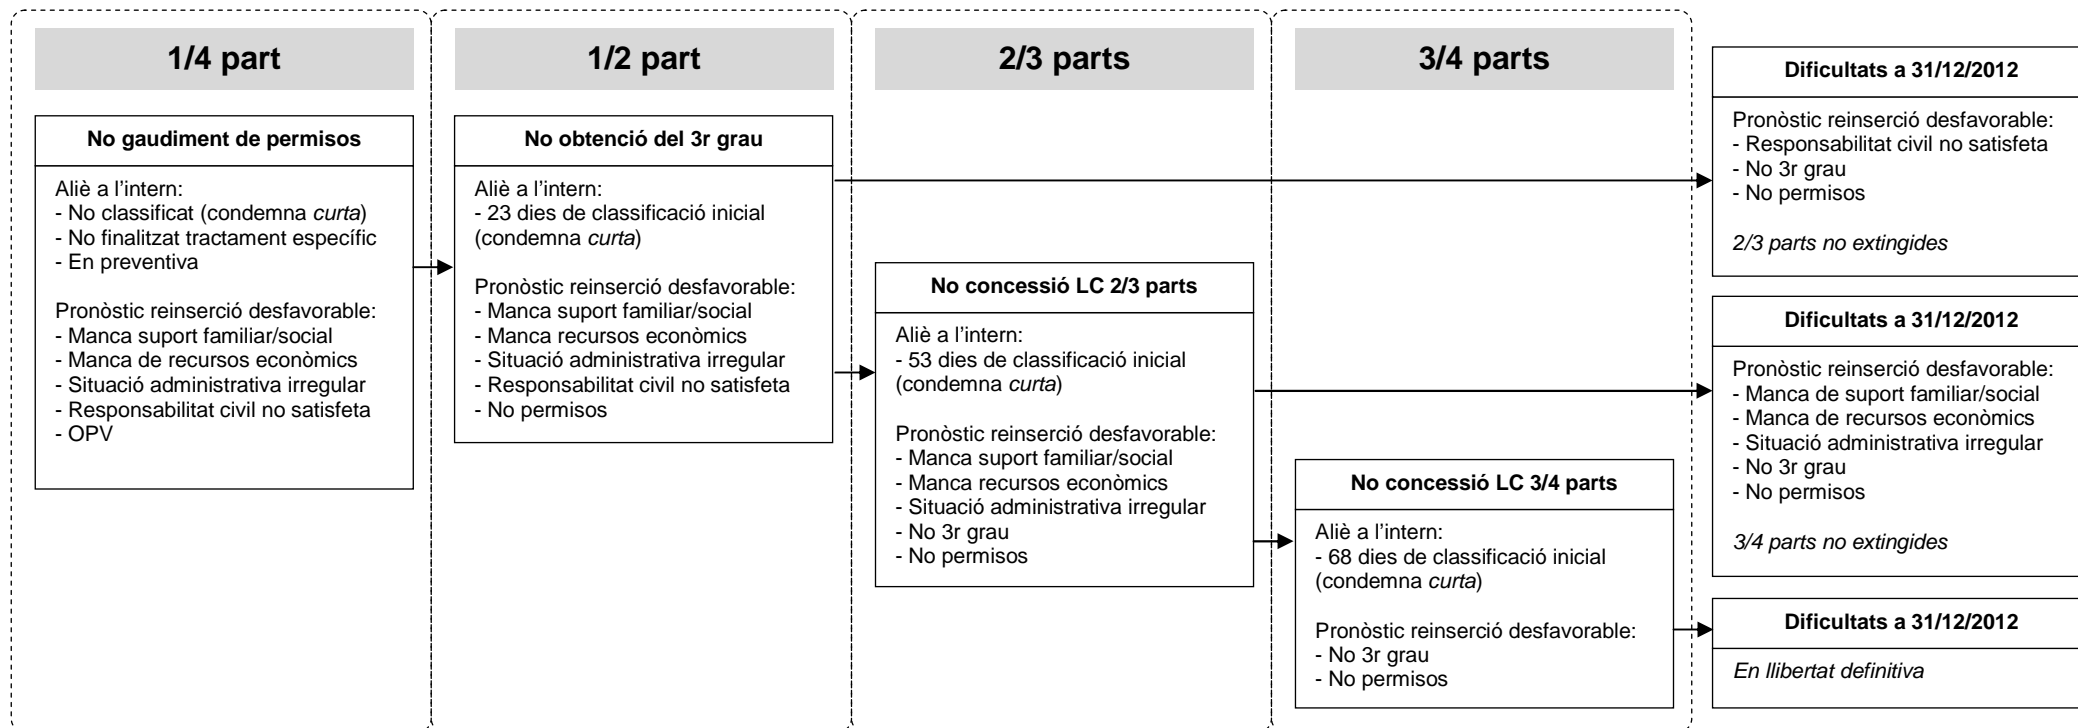 1/4 part
No gaudiment de permisos
Aliè a l'intern:
- No classificat (condemna curta)
- No finalitzat tractament específic
- En preventiva
Pronòstic reinserció desfavorable:
- Manca suport familiar/social
- Manca de recursos econòmics
- Situació administrativa irregular
- Responsabilitat civil no satisfeta
- OPV
1/2 part
No obtenció del 3r grau
Aliè a l'intern:
- 23 dies de classificació inicial
(condemna curta)
Pronòstic reinserció desfavorable:
- Manca suport familiar/social
- Manca recursos econòmics
- Situació administrativa irregular
- Responsabilitat civil no satisfeta
- No permisos
2/3 parts
No concessió LC 2/3 parts
Aliè a l'intern:
- 53 dies de classificació inicial
(condemna curta)
Pronòstic reinserció desfavorable:
- Manca suport familiar/social
- Manca recursos econòmics
- Situació administrativa irregular
- No 3r grau
- No permisos
3/4 parts
No concessió LC 3/4 parts
Aliè a l'intern:
- 68 dies de classificació inicial
(condemna curta)
Pronòstic reinserció desfavorable:
- No 3r grau
- No permisos
Dificultats a 31/12/2012
Pronòstic reinserció desfavorable:
- Responsabilitat civil no satisfeta
- No 3r grau
- No permisos
2/3 parts no extingides
Dificultats a 31/12/2012
Pronòstic reinserció desfavorable:
- Manca de suport familiar/social
- Manca de recursos econòmics
- Situació administrativa irregular
- No 3r grau
- No permisos
3/4 parts no extingides
Dificultats a 31/12/2012
En llibertat definitiva